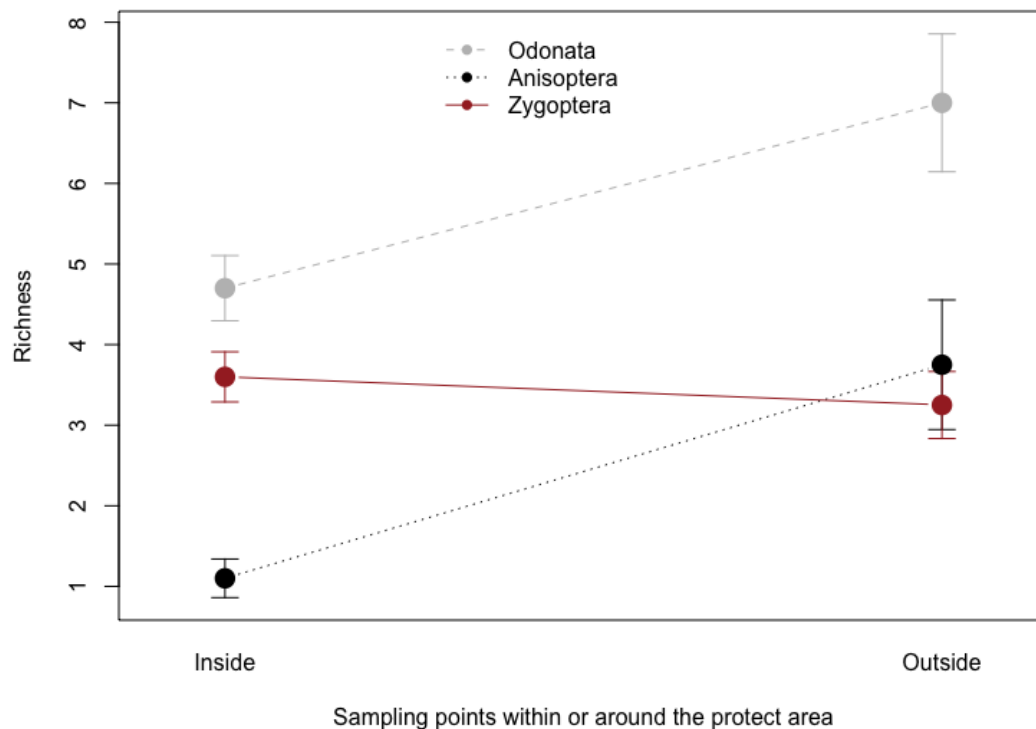 8
7
6
5
4
3
2
1
Richness
Odonata
Anisoptera
Zygoptera
Inside
Outside
Sampling points within or around the protect area